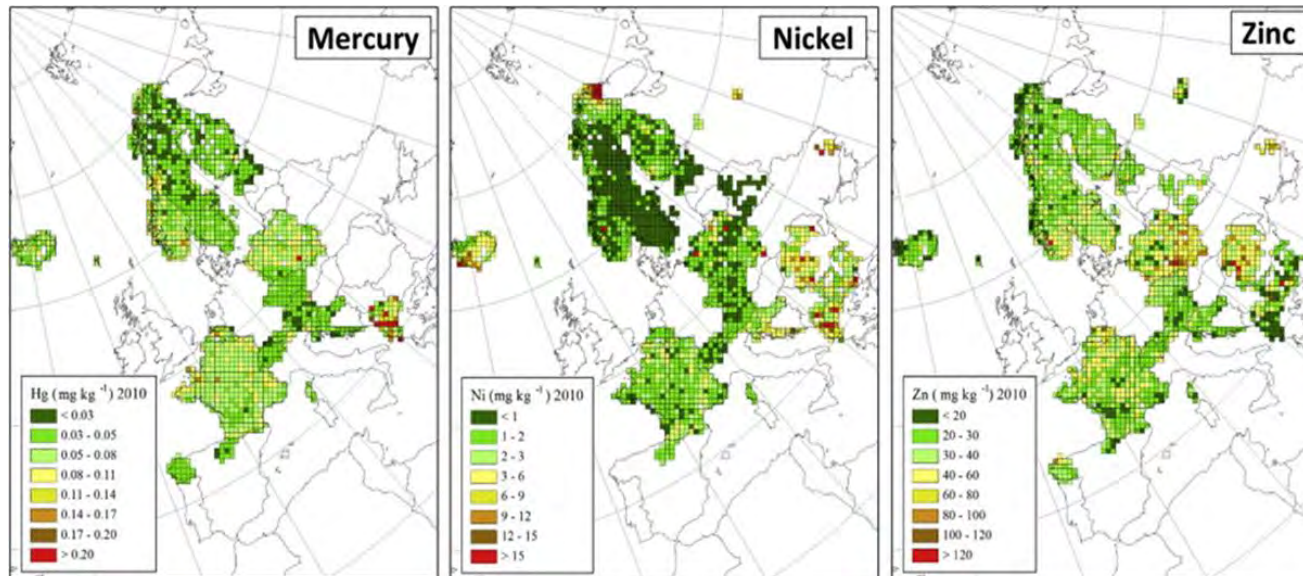 Mercury
Hg (mg kg -1) 2010
< 0.03
0.03 - 0.05
0.05 - 0.08
0.08 - 0.11
0.11 - 0.14
0.14 - 0.17
0.17 - 0.20
> 0.20
Nickel
Ni (mg kg -1) 2010
< 1
1 - 2
2 - 3
3 - 6
6 - 9
9 - 12
12 - 15
> 15
Zinc
Zn (mg kg -1) 2010
< 20
20 - 30
30 - 40
40 - 60
60 - 80
80 - 100
100 - 120
> 120